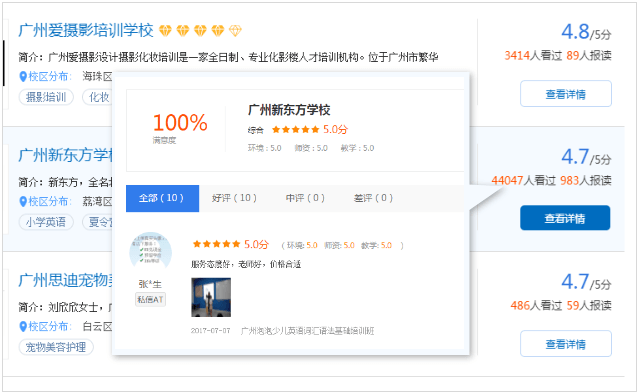 广州爱摄影培训学校
4.8/5分
简介：广州爱摄影设计摄影化妆培训是一家全日制、专业化影楼人才培训机构。位于广州市繁华
3414人看过 89人报读
校区分布： 海珠区
摄影培训 化妆
查看详情
广州新东方学校
4.7/5分
简介：新东方，全名
44047人看过 983人报读
校区分布： 荔湾区
小学英语 夏令营
查看详情
广州思迪宠物美
4.7/5分
简介：刘欣欣女士，广
486人看过 59人报读
校区分布： 白云区
宠物美容护理
查看详情
100%
满意度
广州新东方学校
综合 5.0分
环境：5.0 师资：5.0 教学：5.0
全部（10） 好评（10） 中评（0） 差评（0）
5.0分 （ 环境: 5.0 师资: 5.0 教学: 5.0 ）
服务态度好，老师好，价格合适
张*生
私信AT
2017-07-07 广州泡泡少儿英语词汇语法基础培训班